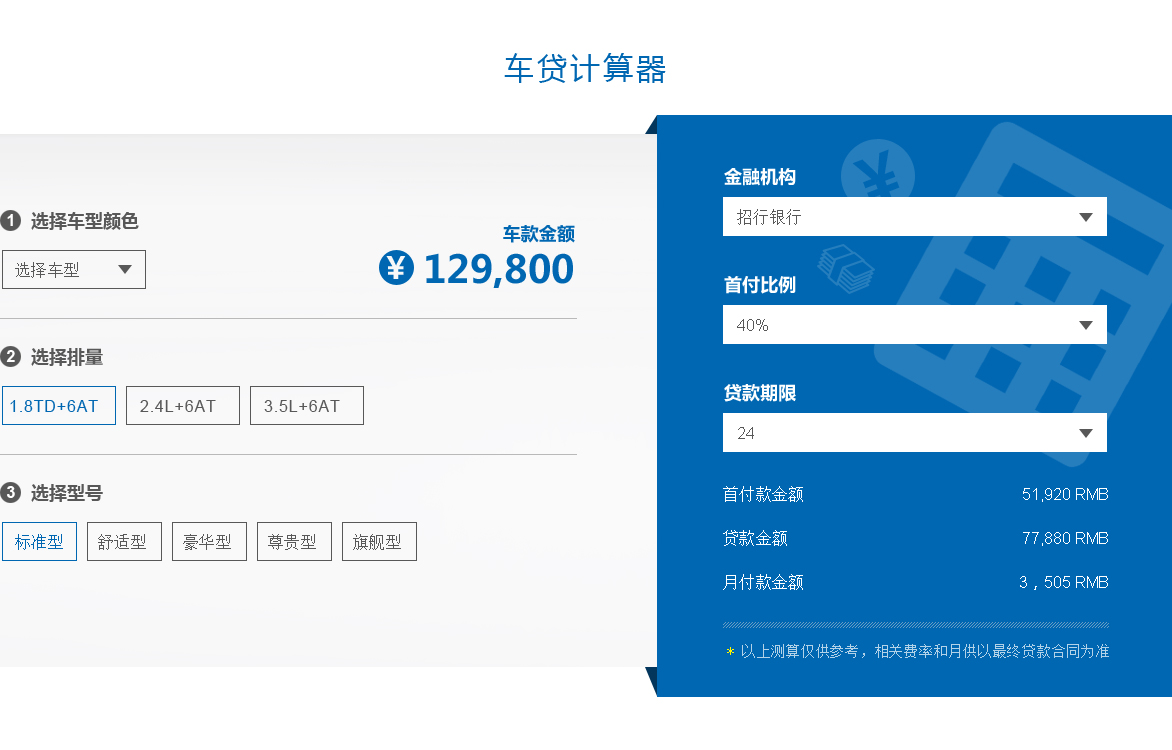 车贷计算器
1 选择车型颜色
选择车型
车款金额
¥ 129,800
2 选择排量
1.8TD+6AT 2.4L+6AT 3.5L+6AT
3 选择型号
标准型 舒适型 豪华型 尊贵型 旗舰型
¥
金融机构
招行银行
首付比例
40%
贷款期限
24
首付款金额 51,920 RMB
贷款金额 77,880 RMB
月付款金额 3，505 RMB
* 以上测算仅供参考，相关费率和月供以最终贷款合同为准